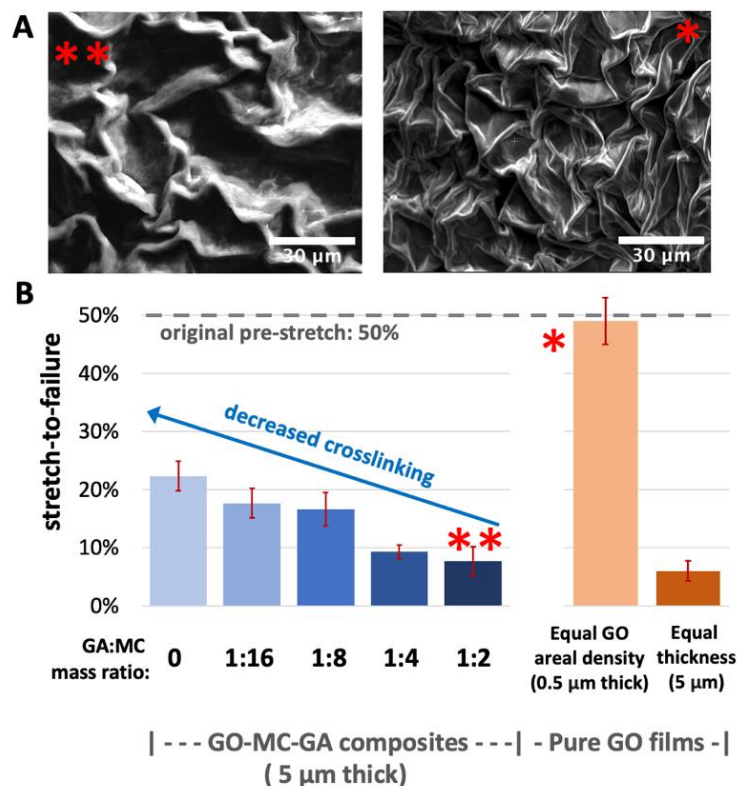 A
**
*
30 µm
30 µm
B
50%
40%
30%
20%
10%
0%
stretch-to-failure
original pre-stretch: 50%
decreased crosslinking
*
**
GA:MC
mass ratio:
0
1:16
1:8
1:4
1:2
Equal GO
areal density
(0.5 µm thick)
Equal
thickness
(5 µm)
| - - - GO-MC-GA composites - - - | - Pure GO films - |
( 5 µm thick)